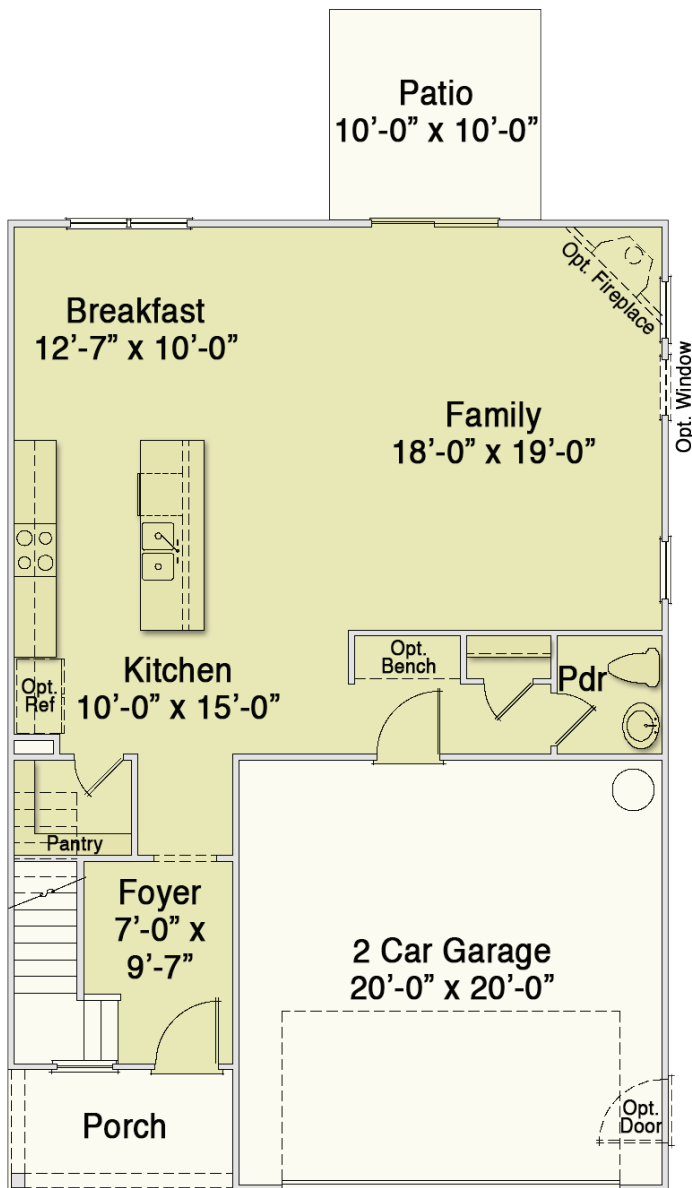 Patio
10’-0” x 10’-0”
Opt. Fireplace
Breakfast
12’-7” x 10’-0”
Opt. Window
Family
18’-0” x 19’-0”
Kitchen
10’-0” x 15’-0”
Opt.
Ref
Opt.
Bench
Pdr
Pantry
Foyer
7’-0” x
9’-7”
2 Car Garage
20’-0” x 20’-0”
Porch
Opt.
Door